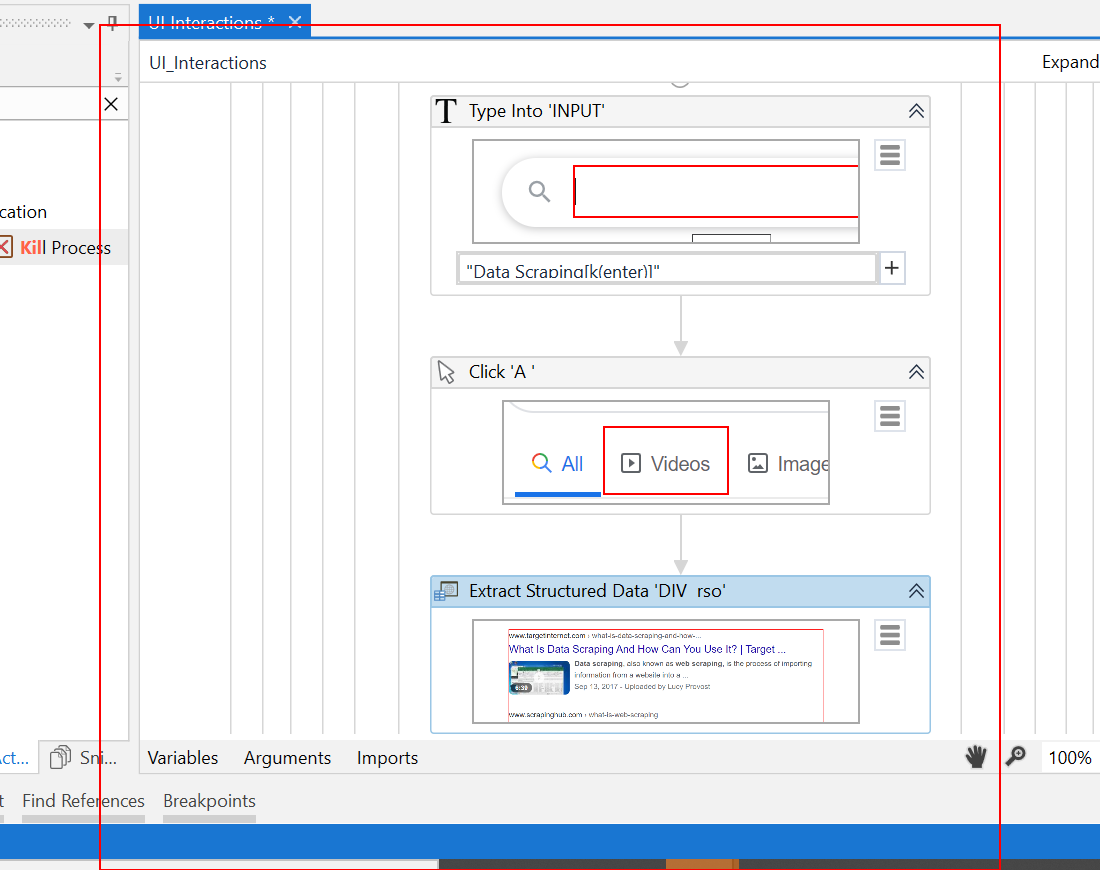 UI Interactions *
UI_Interactions
Expand
Type Into 'INPUT'
"Data Scraping[k(enter)]"
cation
Kill Process
Click 'A '
All
Videos
Image
Extract Structured Data 'DIV rso'
www.targetinternet.com › what-is-data-scraping-and-how-...
What Is Data Scraping And How Can You Use It? | Target ...
Data scraping, also known as web scraping, is the process of importing
information from a website into a ...
6:39
Sep 13, 2017 - Uploaded by Lucy Provost
www.scrapinghub.com › what-is-web-scraping
Act...
Sni...
Variables
Arguments
Imports
100%
t
Find References
Breakpoints